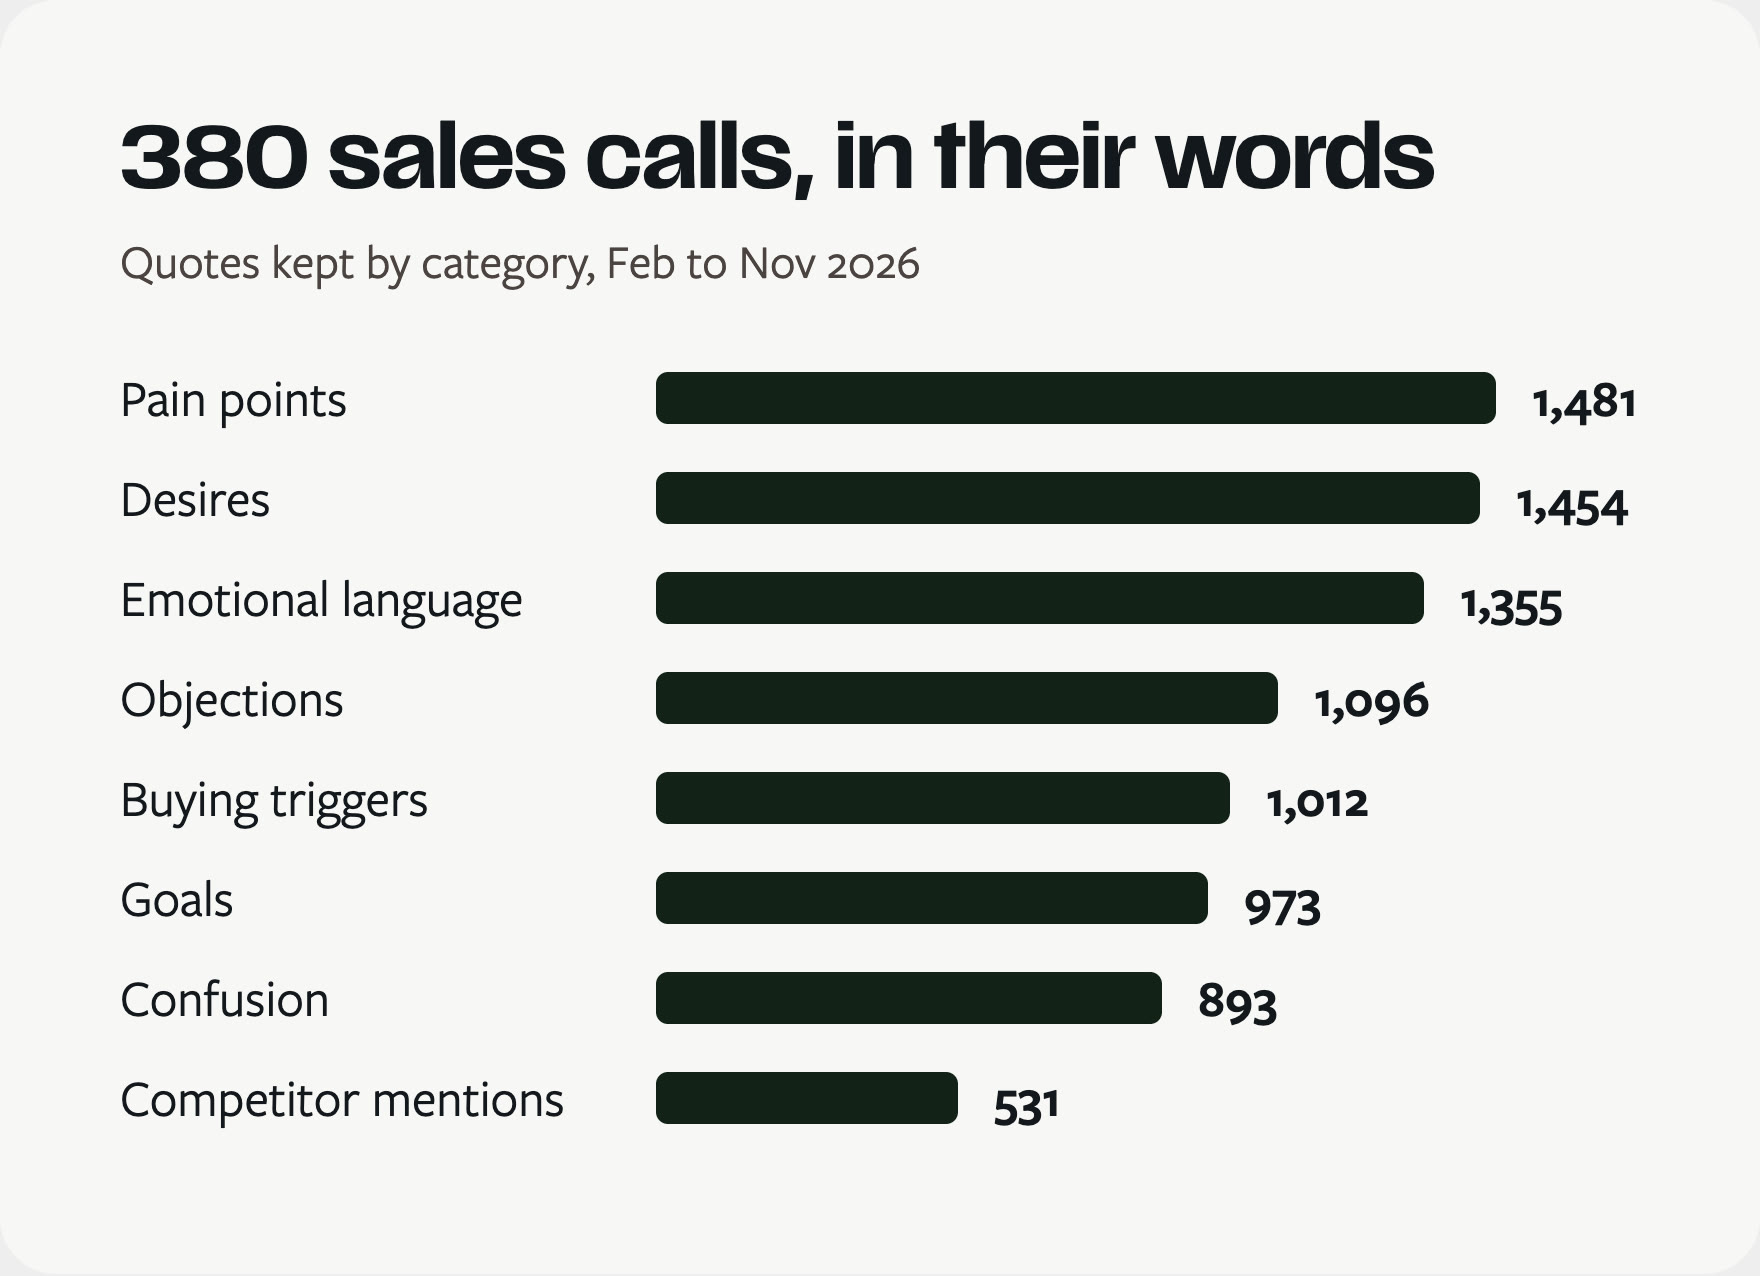 380 sales calls, in their words
Quotes kept by category, Feb to Nov 2026
Pain points 1,481
Desires 1,454
Emotional language 1,355
Objections 1,096
Buying triggers 1,012
Goals 973
Confusion 893
Competitor mentions 531